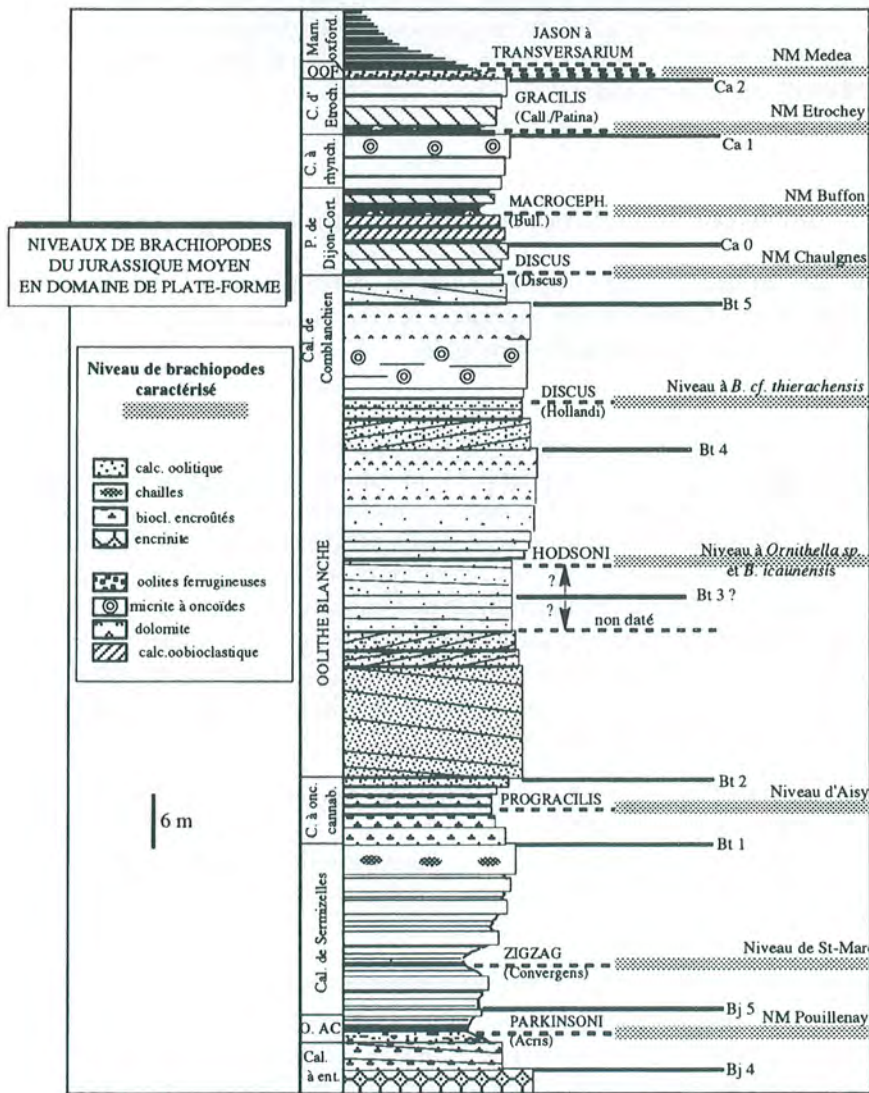 Marn.
oxford.
OOF
C. d'
Etroch.
C. à
rhynch.
P. de
Dijon-Cort.
Cal. de
Comblanchien
OOLITHE BLANCHE
C. à onc.
cannab.
Cal. de Sermizelles
O. AC
Cal.
à ent.
JASON à
TRANSVERSARIUM
NM Medea
Ca 2
GRACILIS
(Call./Patina)
NM Etrochey
Ca 1
MACROCEPH.
(Bull.)
NM Buffon
Ca 0
DISCUS
(Discus)
NM Chaulgnes
Bt 5
DISCUS
(Hollandi)
Niveau à B. cf. thierachensis
Bt 4
HODSONI
Niveau à Ornithella sp.
et B. icaunensis
?
?
Bt 3 ?
non daté
Bt 2
PROGRACILIS
Niveau d'Aisy
Bt 1
ZIGZAG
(Convergens)
Niveau de St-Marc
Bj 5
PARKINSONI
(Acris)
NM Pouillenay
Bj 4
NIVEAUX DE BRACHIOPODES
DU JURASSIQUE MOYEN
EN DOMAINE DE PLATE-FORME
Niveau de brachiopodes
caractérisé
calc. oolitique
chailles
biocl. encroûtés
encrinite
oolites ferrugineuses
micrite à oncoïdes
dolomite
calc.oobioclastique
6 m